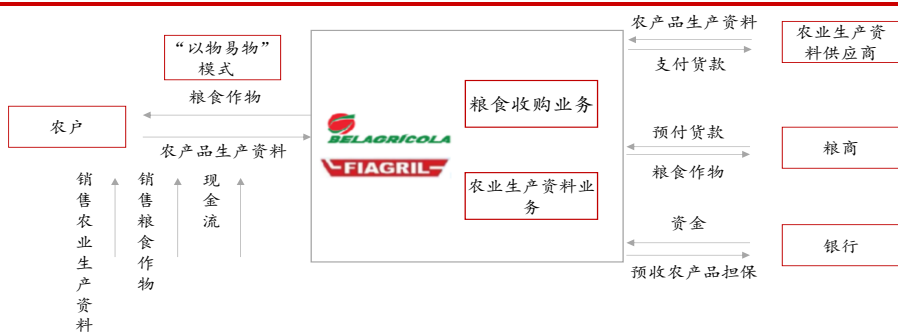 “以物易物”
模式
粮食作物
农户
农产品生产资料
销售农业生产资料
销售粮食作物
现金流
BELAGRÍCOLA
FIAGRIL
粮食收购业务
农业生产资料业
务
农产品生产资料
支付货款
农业生产资
料供应商
预付货款
粮食作物
粮商
资金
预收农产品担保
银行